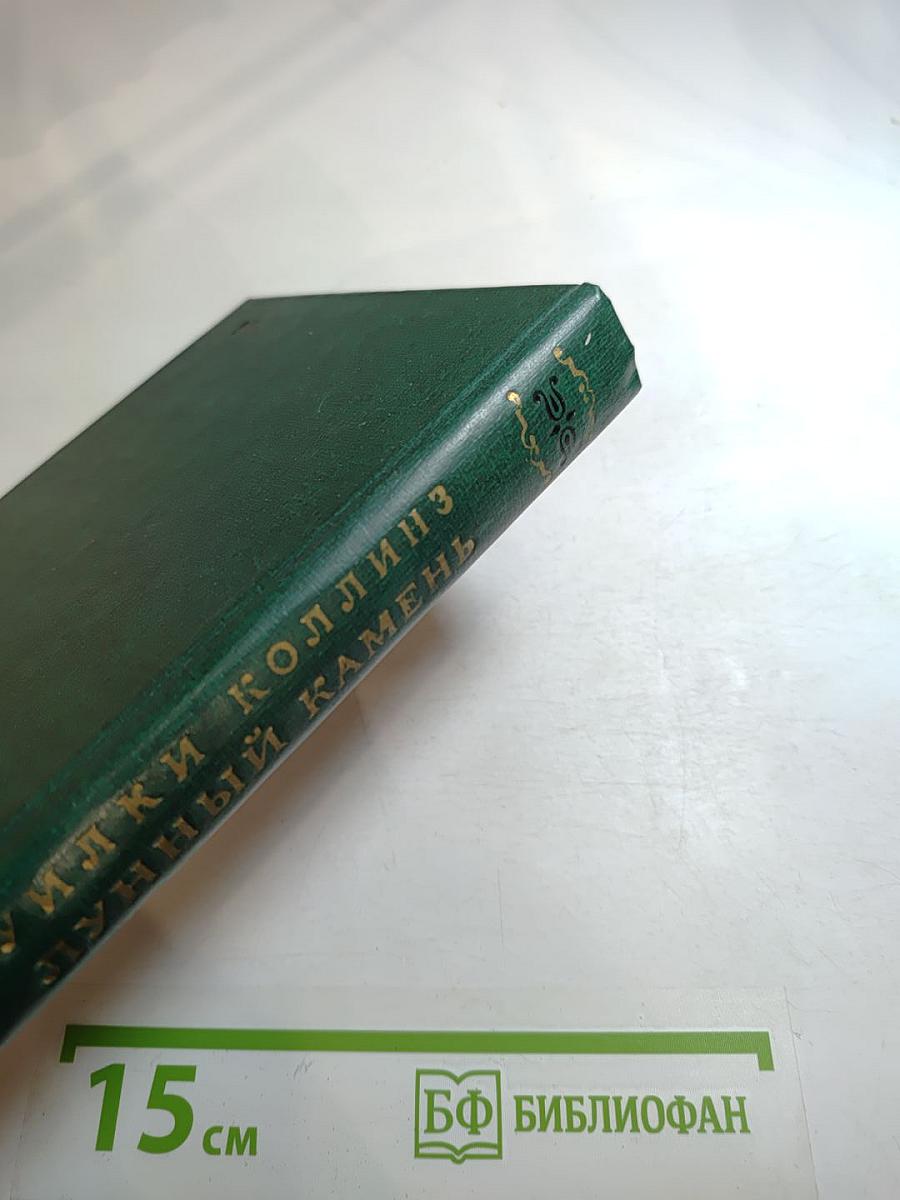 УИЛКИ КОЛЛИНЗ
ЛУННЫЙ КАМЕНЬ
15 см
БФ БИБЛИОФАН